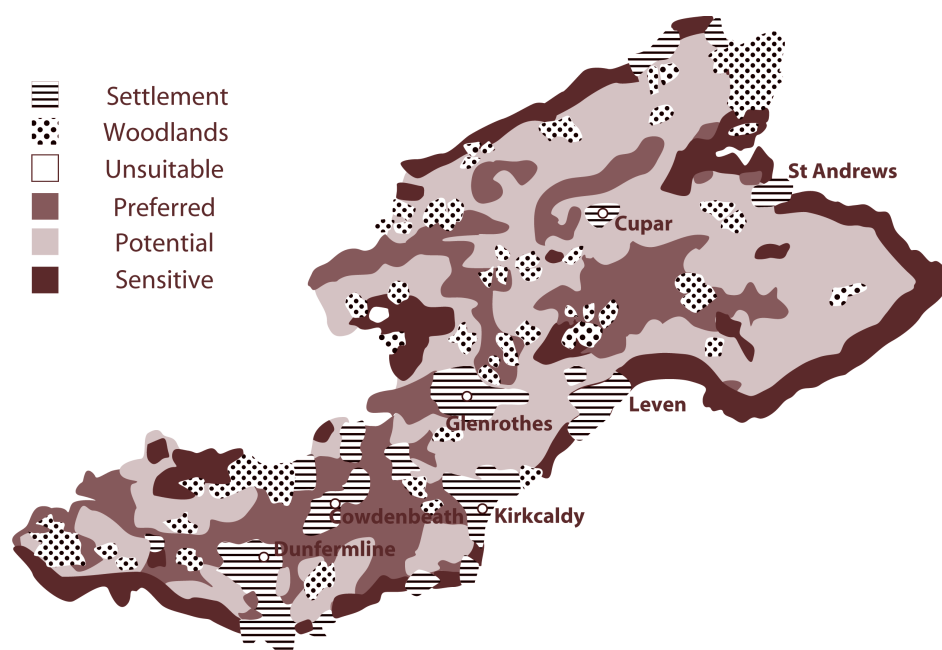 Settlement
Woodlands
Unsuitable
Preferred
Potential
Sensitive
St Andrews
Cupar
Leven
Glenrothes
Kirkcaldy
Cowdenbeath
Dunfermline